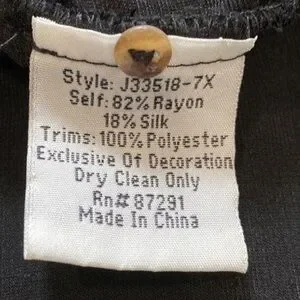 Style: J33518-7X
Self: 82% Rayon
18% Silk
Trims: 100% Polyester
Exclusive Of Decoration
Dry Clean Only
Rn# 87291
Made In China